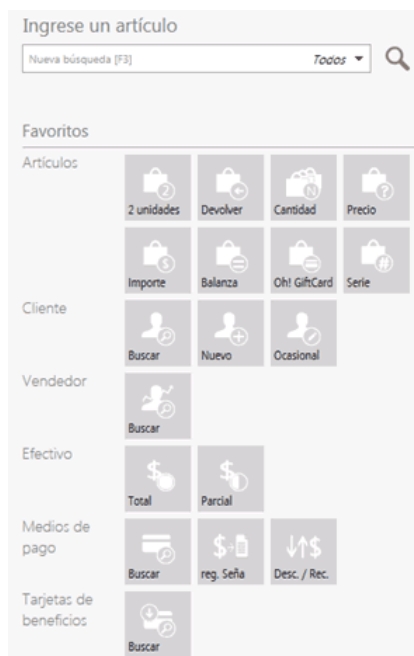 Ingrese un artículo
Nueva búsqueda [F3] Todos
Favoritos
Artículos
2 unidades Devolver Cantidad Precio
Importe Balanza Oh! GiftCard Serie
Cliente
Buscar Nuevo Ocasional
Vendedor
Buscar
Efectivo
Total Parcial
Medios de
pago
Buscar reg. Seña Desc. / Rec.
Tarjetas de
beneficios
Buscar